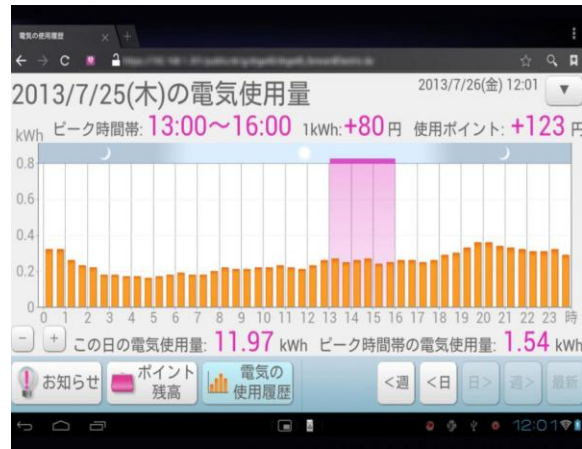 電気の使用履歴
2013/7/25(木)の電気使用量
2013/7/26(金) 12:01
kWh ピーク時間帯: 13:00〜16:00 1kWh:+80 円 使用ポイント: +123 円
0.8
0.6
0.4
0.2
0
0 1 2 3 4 5 6 7 8 9 10 11 12 13 14 15 16 17 18 19 20 21 22 23 時
- + この日の電気使用量: 11.97 kWh ピーク時間帯の電気使用量: 1.54 kWh
お知らせ ポイント残高 電気の使用履歴 <週 <日 日> 週> 最新
12:01